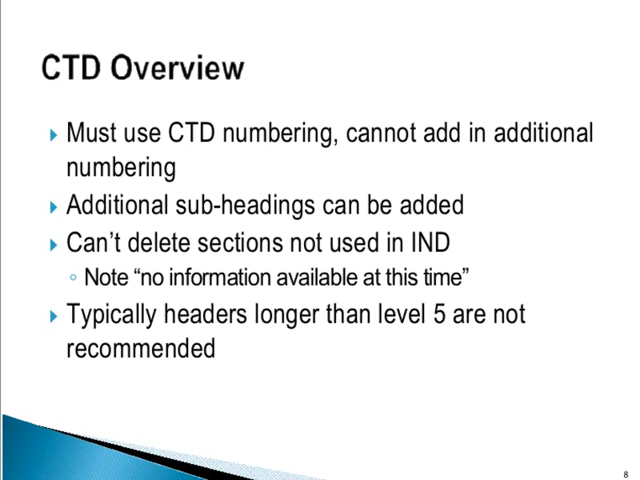 CTD Overview
Must use CTD numbering, cannot add in additional
numbering
Additional sub-headings can be added
Can't delete sections not used in IND
Note “no information available at this time”
Typically headers longer than level 5 are not
recommended
8